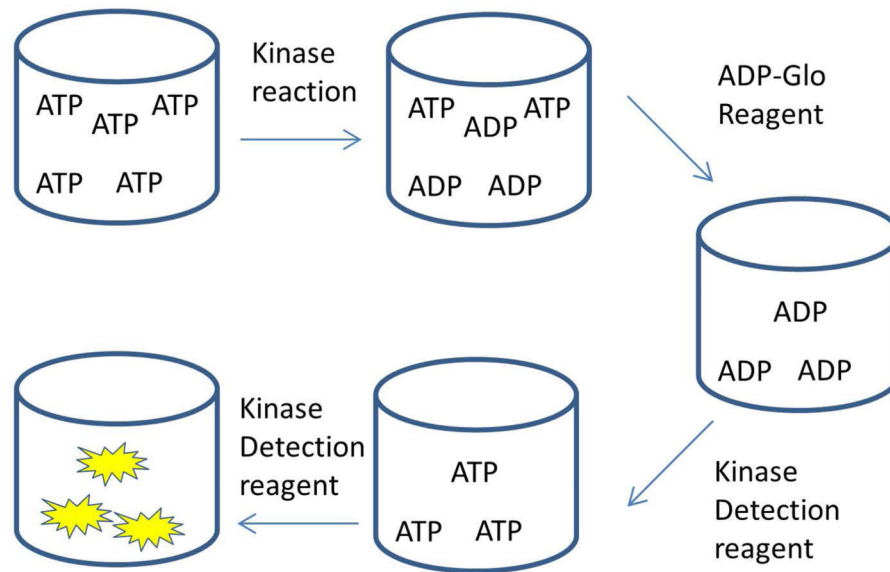 ATP ATP ATP
ATP ATP
Kinase
reaction
ATP ADP ATP
ADP ADP
ADP-Glo
Reagent
ADP
ADP ADP
Kinase
Detection
reagent
ATP
ATP ATP
Kinase
Detection
reagent